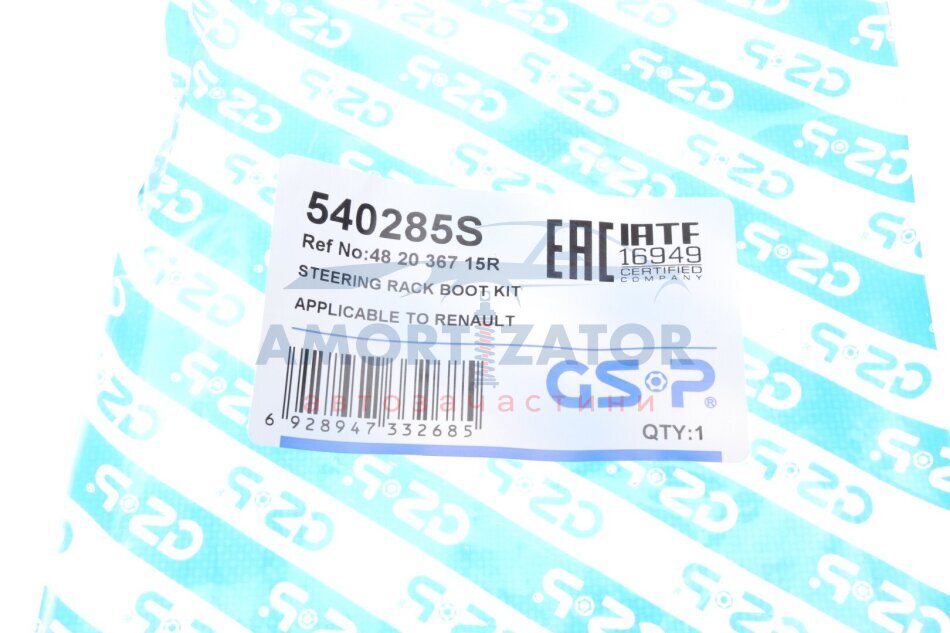 540285S
Ref No:48 20 367 15R
STEERING RACK BOOT KIT
APPLICABLE TO RENAULT
EAC
IATF
16949
CERTIFIED
COMPANY
AMORTIZATOR
автозапчастини
GSP®
6 928947 332685
QTY:1